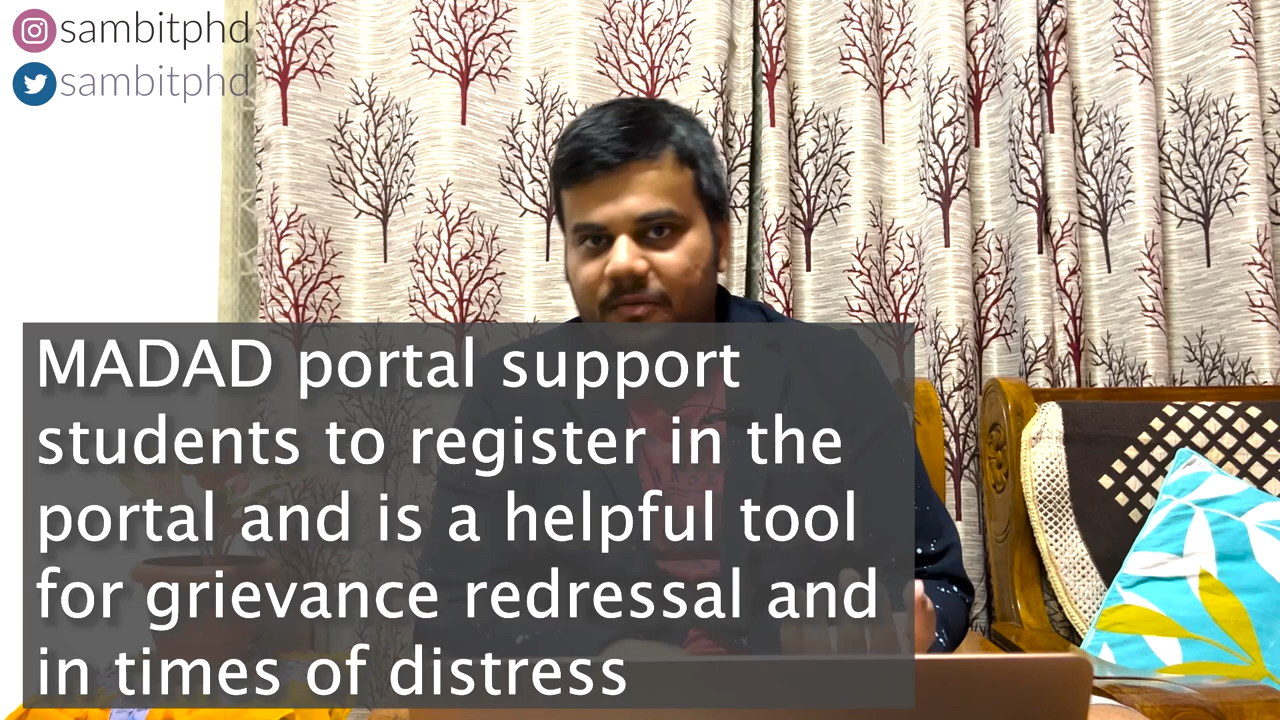 sambitphd
sambitphd
MADAD portal support
students to register in the
portal and is a helpful tool
for grievance redressal and
in times of distress